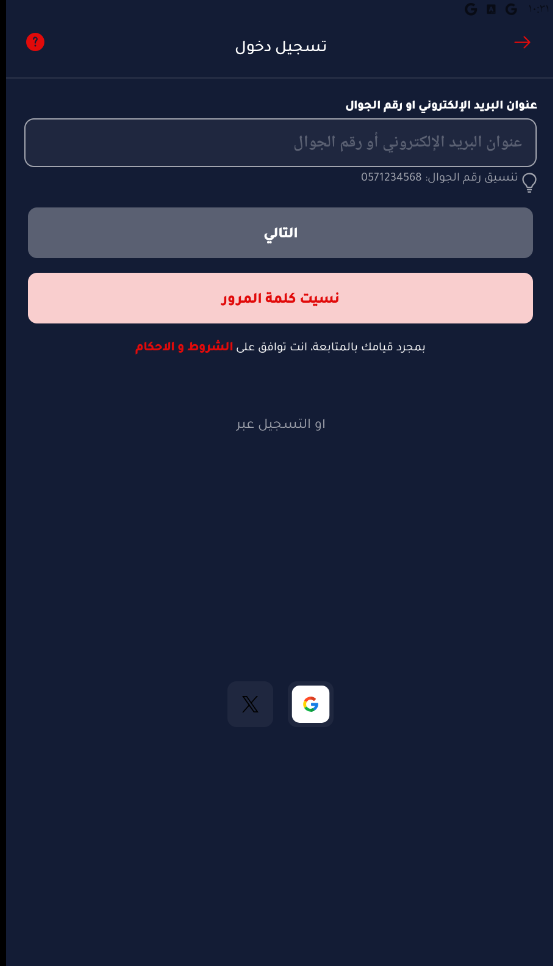 تسجيل دخول
?
عنوان البريد الإلكتروني او رقم الجوال
عنوان البريد الإلكتروني أو رقم الجوال
تنسيق رقم الجوال: 0571234568
التالي
نسيت كلمة المرور
بمجرد قيامك بالمتابعة، انت توافق على الشروط و الاحكام
او التسجيل عبر